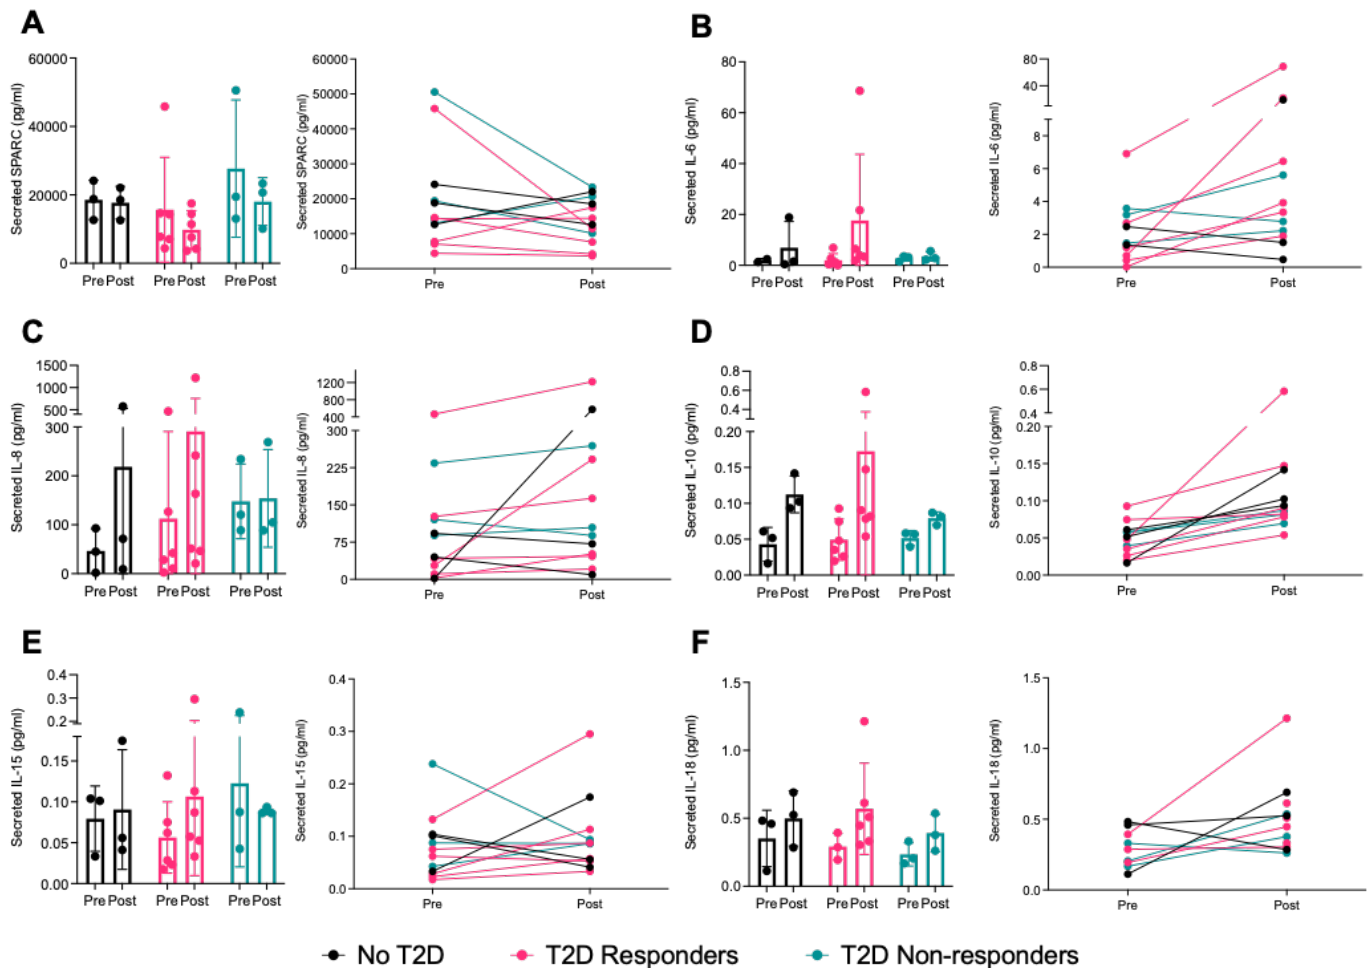 A
Secreted SPARC (pg/ml)
60000
40000
20000
0
Pre Post
Pre Post
Pre Post
Secreted SPARC (pg/ml)
60000
50000
40000
30000
20000
10000
0
Pre
Post
B
Secreted IL-6 (pg/ml)
80
60
40
20
0
Pre Post
Pre Post
Pre Post
Secreted IL-6 (pg/ml)
80
40
8
6
4
2
0
Pre
Post
C
Secreted IL-8 (pg/ml)
1500
1000
500
300
200
100
0
Pre Post
Pre Post
Pre Post
Secreted IL-8 (pg/ml)
1200
400
300
225
150
75
0
Pre
Post
D
Secreted IL-10 (pg/ml)
0.8
0.6
0.4
0.20
0.15
0.10
0.05
0.00
Pre Post
Pre Post
Pre Post
Secreted IL-10 (pg/ml)
0.8
0.6
0.4
0.20
0.15
0.10
0.05
0.00
Pre
Post
E
Secreted IL-15 (pg/ml)
0.4
0.3
0.2
0.15
0.10
0.05
0.00
Pre Post
Pre Post
Pre Post
Secreted IL-15 (pg/ml)
0.4
0.3
0.2
0.1
0.0
Pre
Post
F
Secreted IL-18 (pg/ml)
1.5
1.0
0.5
0.0
Pre Post
Pre Post
Pre Post
Secreted IL-18 (pg/ml)
1.5
1.0
0.5
0.0
Pre
Post
No T2D
T2D Responders
T2D Non-responders